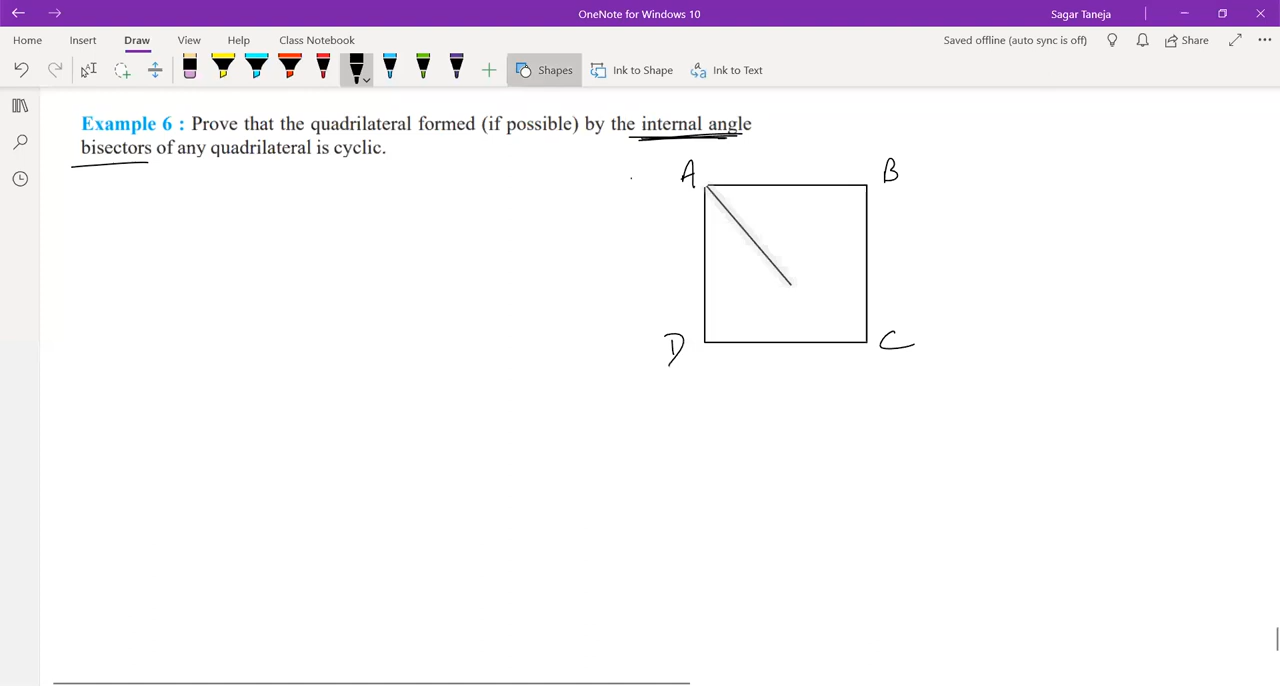 OneNote for Windows 10
Sagar Taneja
Home Insert Draw View Help Class Notebook
Saved offline (auto sync is off) Share
Shapes Ink to Shape Ink to Text
Example 6 : Prove that the quadrilateral formed (if possible) by the internal angle
bisectors of any quadrilateral is cyclic.
A B
D C